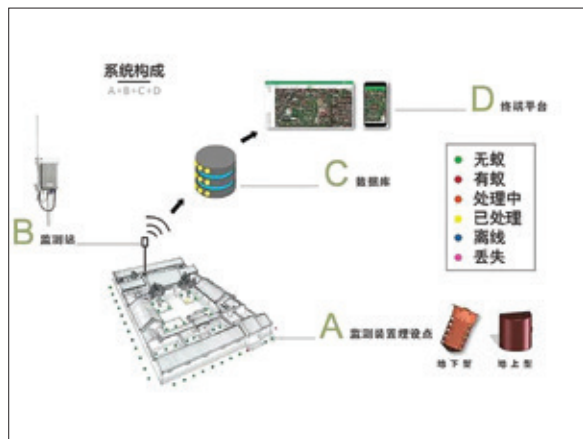 系统构成
A+B+C+D
D 终端平台
C 数据库
无蚁
有蚁
处理中
已处理
离线
丢失
B 监测站
A 监测装置埋设点
地下型
地上型